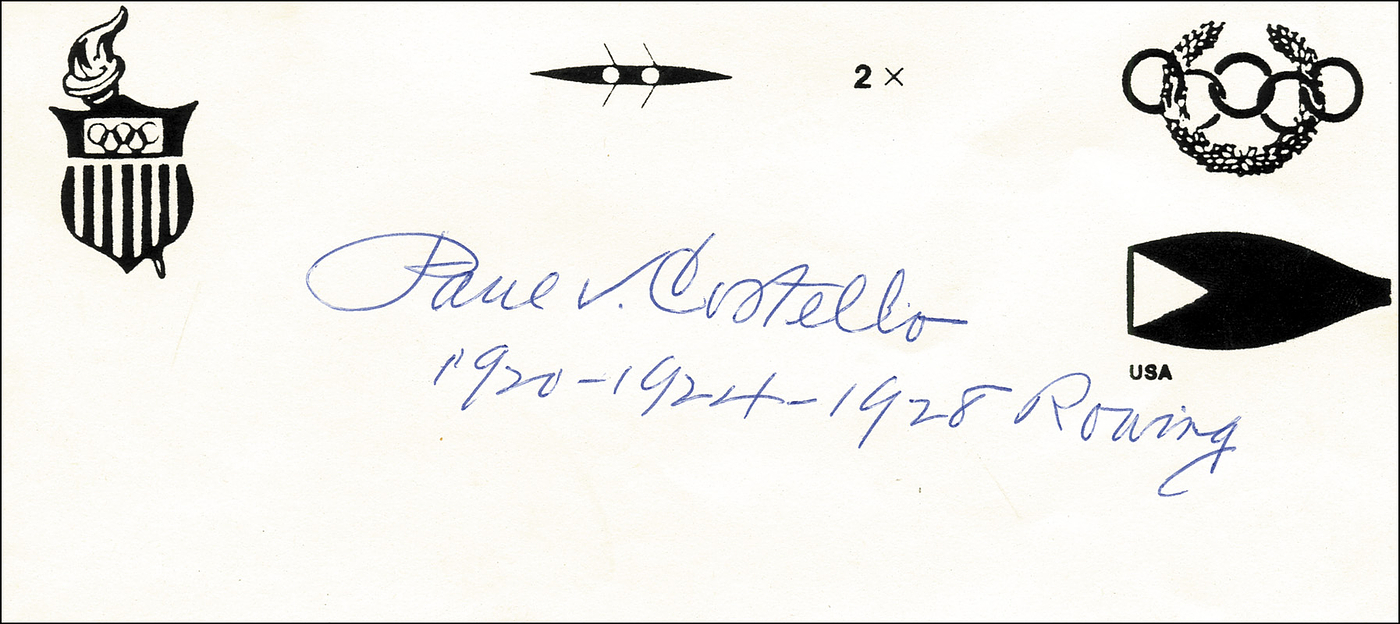 2 ×
USA
Paul V. Costello
1920-1924-1928 Rowing